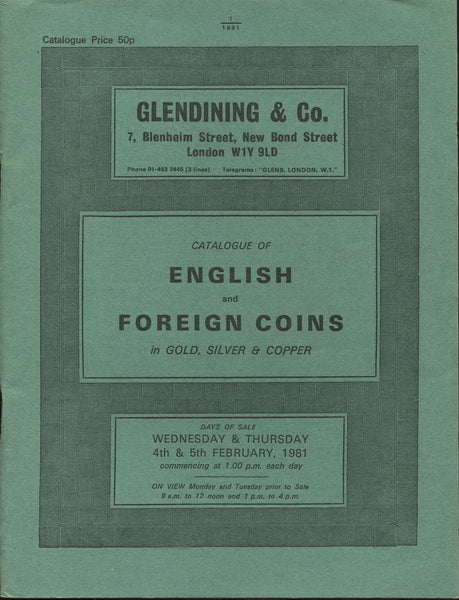 1
1981
Catalogue Price 50p
GLENDINING & Co.
7, Blenheim Street, New Bond Street
London W1Y 9LD
Phone 01-493 2445 (3 lines) Telegrams: "GLENS, LONDON, W.1."
CATALOGUE OF
ENGLISH
and
FOREIGN COINS
in GOLD, SILVER & COPPER
DAYS OF SALE
WEDNESDAY & THURSDAY
4th & 5th FEBRUARY, 1981
commencing at 1.00 p.m. each day
ON VIEW Monday and Tuesday prior to Sale
9 a.m. to 12 noon and 1 p.m. to 4 p.m.